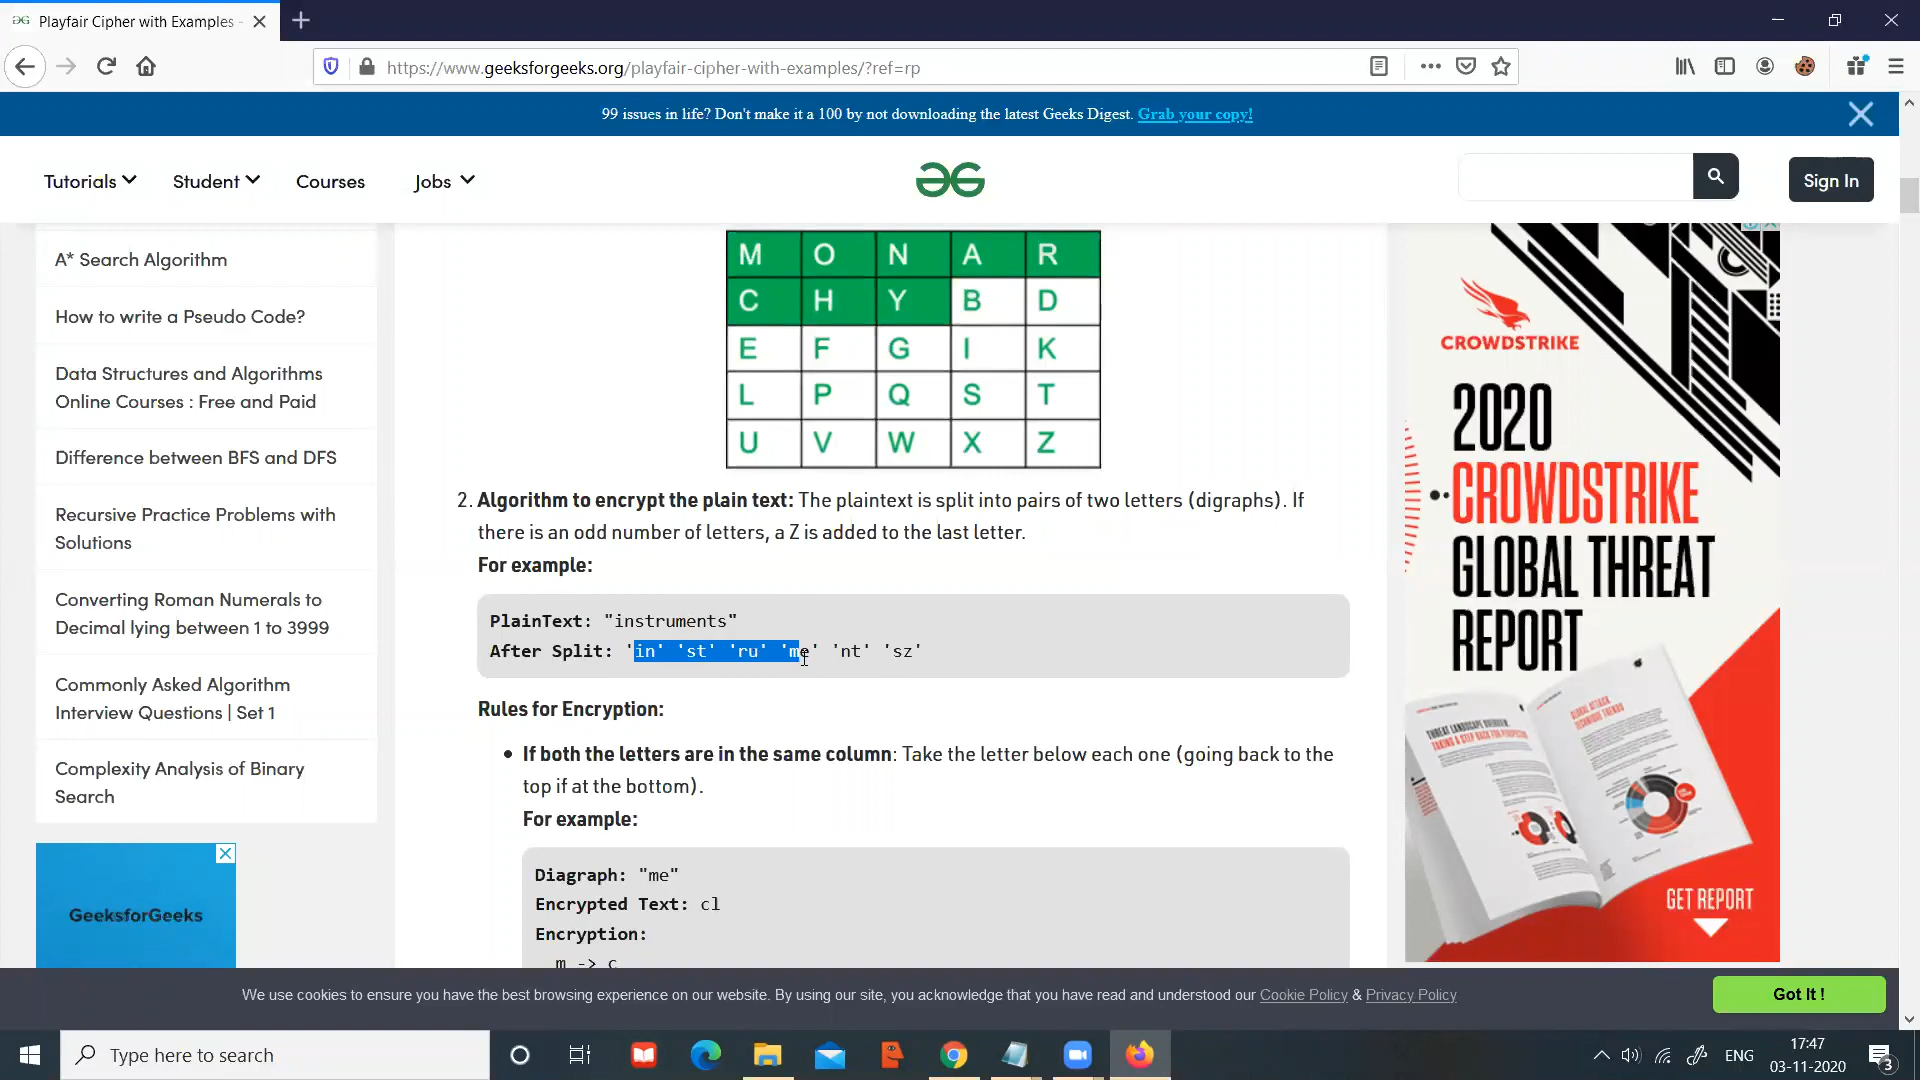 Playfair Cipher with Examples -
https://www.geeksforgeeks.org/playfair-cipher-with-examples/?ref=rp
99 issues in life? Don't make it a 100 by not downloading the latest Geeks Digest. Grab your copy!
Tutorials Student Courses Jobs
Sign In
A* Search Algorithm
How to write a Pseudo Code?
Data Structures and Algorithms
Online Courses : Free and Paid
Difference between BFS and DFS
Recursive Practice Problems with
Solutions
Converting Roman Numerals to
Decimal lying between 1 to 3999
Commonly Asked Algorithm
Interview Questions | Set 1
Complexity Analysis of Binary
Search
GeeksforGeeks
M O N A R
C H Y B D
E F G I K
L P Q S T
U V W X Z
2. Algorithm to encrypt the plain text: The plaintext is split into pairs of two letters (digraphs). If
there is an odd number of letters, a Z is added to the last letter.
For example:
PlainText: "instruments"
After Split: 'in' 'st' 'ru' 'me' 'nt' 'sz'
Rules for Encryption:
• If both the letters are in the same column: Take the letter below each one (going back to the
top if at the bottom).
For example:
Diagraph: "me"
Encrypted Text: cl
Encryption:
m -> c
CROWDSTRIKE
2020
CROWDSTRIKE
GLOBAL THREAT
REPORT
GET REPORT
We use cookies to ensure you have the best browsing experience on our website. By using our site, you acknowledge that you have read and understood our Cookie Policy & Privacy Policy
Got It !
Type here to search
ENG
17:47
03-11-2020
3